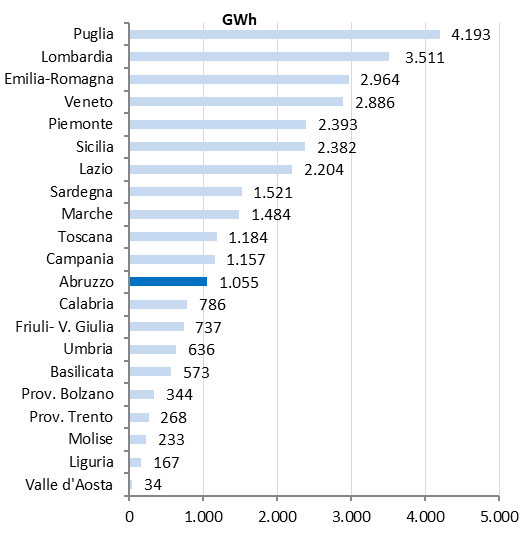 GWh
Puglia 4.193
Lombardia 3.511
Emilia-Romagna 2.964
Veneto 2.886
Piemonte 2.393
Sicilia 2.382
Lazio 2.204
Sardegna 1.521
Marche 1.484
Toscana 1.184
Campania 1.157
Abruzzo 1.055
Calabria 786
Friuli- V. Giulia 737
Umbria 636
Basilicata 573
Prov. Bolzano 344
Prov. Trento 268
Molise 233
Liguria 167
Valle d'Aosta 34
0 1.000 2.000 3.000 4.000 5.000